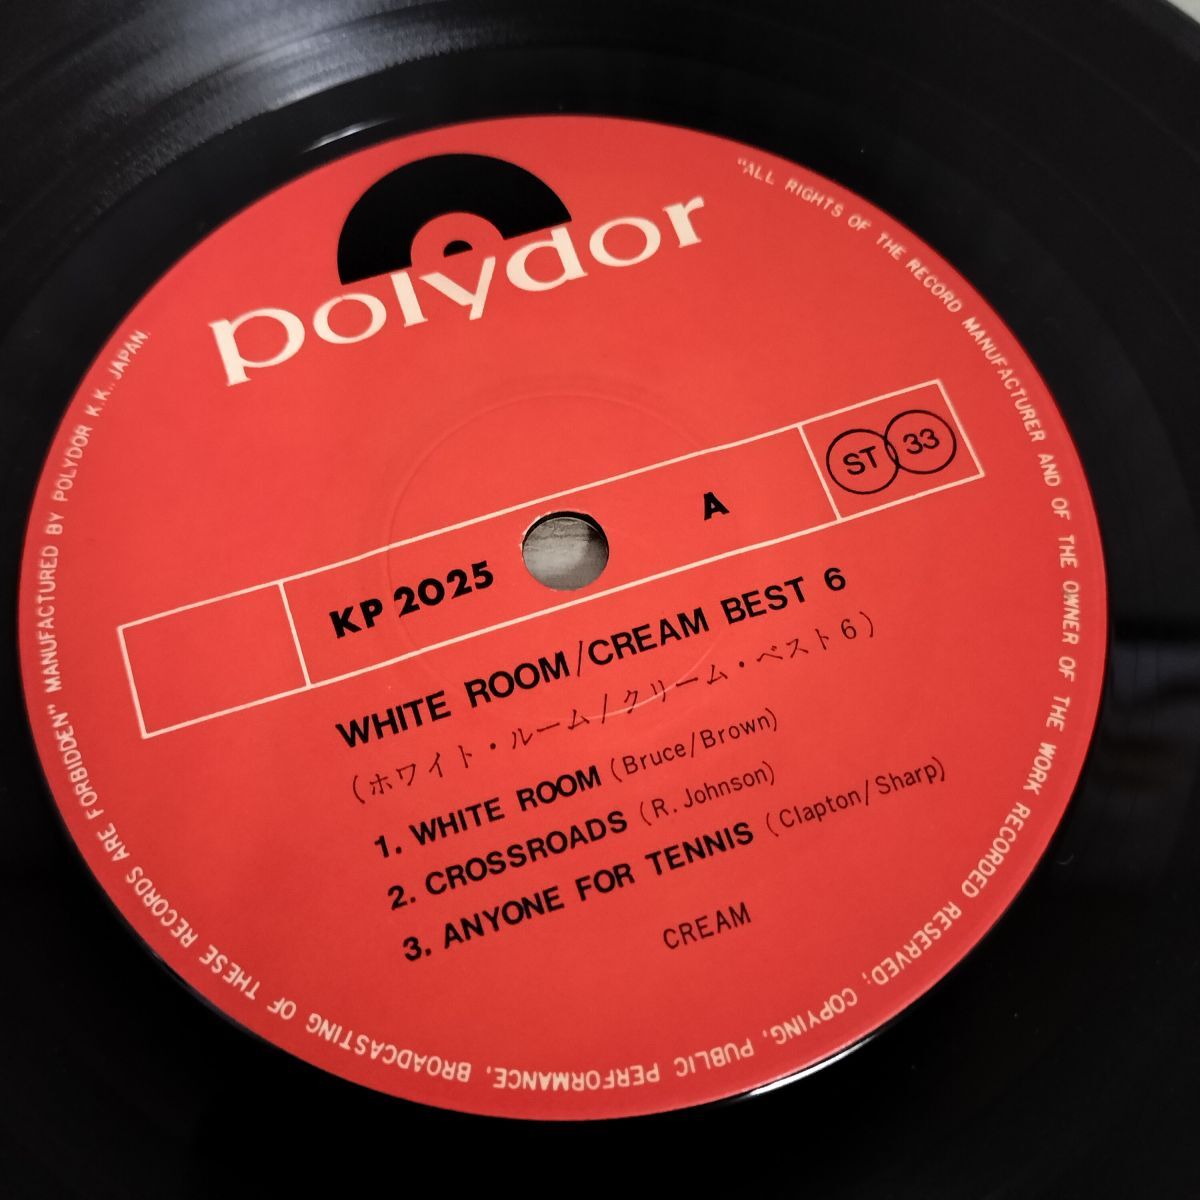 polydor
KP 2025
A
ST 33
WHITE ROOM/CREAM BEST 6
(ホワイト・ルーム/クリーム・ベスト6)
1. WHITE ROOM (Bruce/Brown)
2. CROSSROADS (R. Johnson)
3. ANYONE FOR TENNIS (Clapton/Sharp)
CREAM
"ALL RIGHTS OF THE RECORD MANUFACTURER AND OF THE OWNER OF THE WORK RECORDED RESERVED; COPYING, PUBLIC PERFORMANCE, BROADCASTING OF THESE RECORDS ARE FORBIDDEN" MANUFACTURED BY POLYDOR K.K., JAPAN.